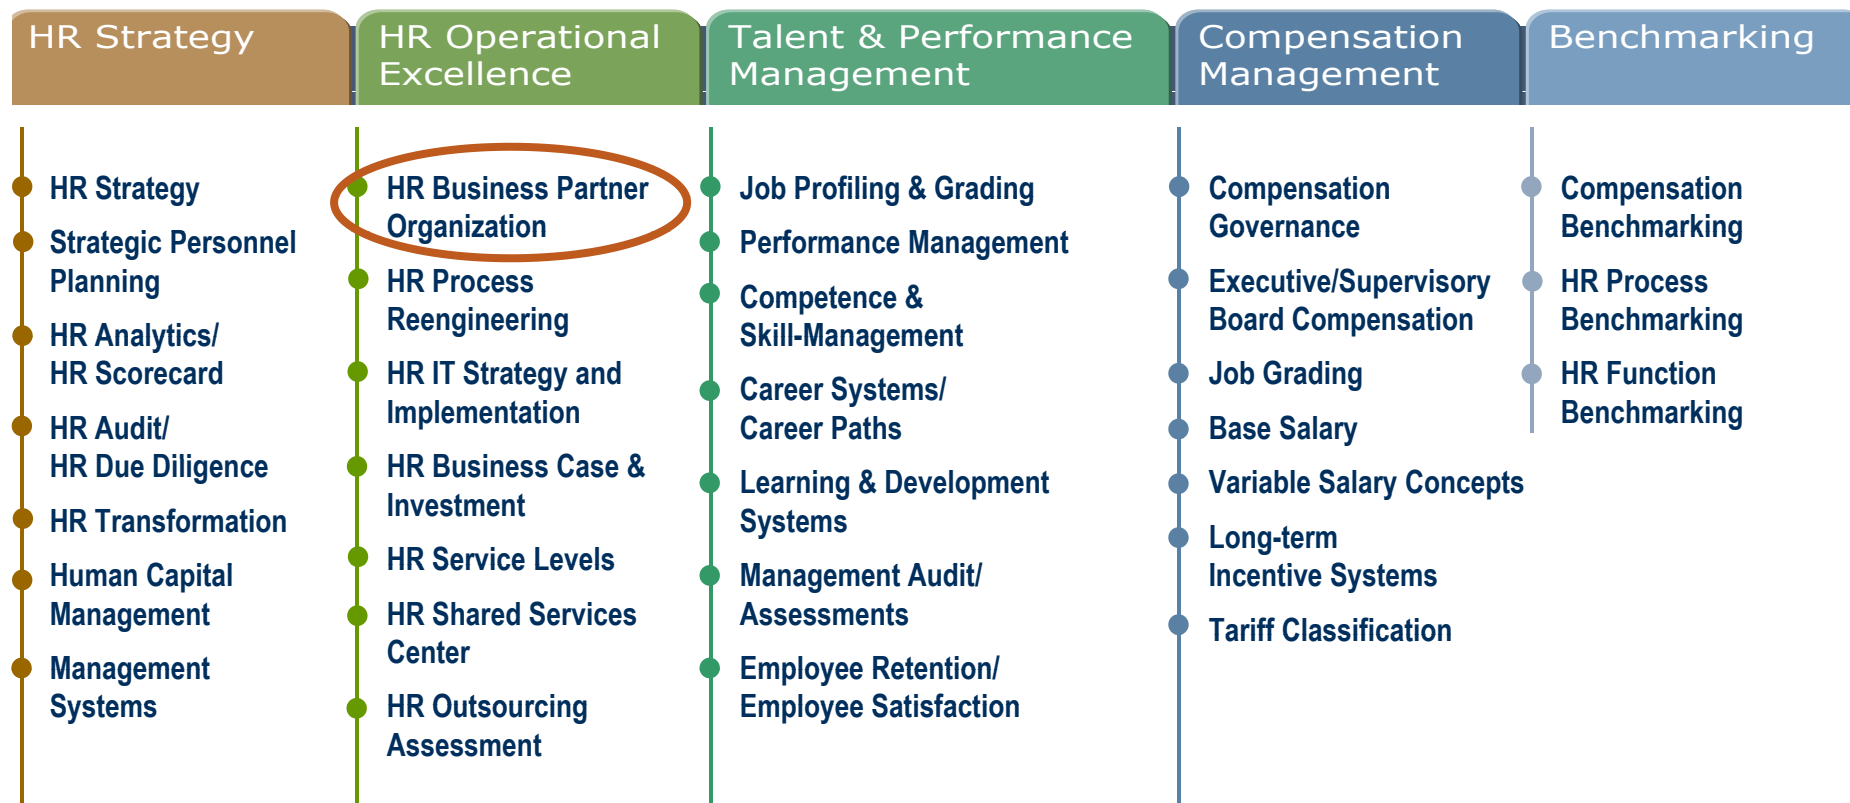 HR Strategy
HR Operational
Excellence
Talent & Performance
Management
Compensation
Management
Benchmarking
HR Strategy
Strategic Personnel
Planning
HR Analytics/
HR Scorecard
HR Audit/
HR Due Diligence
HR Transformation
Human Capital
Management
Management
Systems
HR Business Partner
Organization
HR Process
Reengineering
HR IT Strategy and
Implementation
HR Business Case &
Investment
HR Service Levels
HR Shared Services
Center
HR Outsourcing
Assessment
Job Profiling & Grading
Performance Management
Competence &
Skill-Management
Career Systems/
Career Paths
Learning & Development
Systems
Management Audit/
Assessments
Employee Retention/
Employee Satisfaction
Compensation
Governance
Executive/Supervisory
Board Compensation
Job Grading
Base Salary
Variable Salary Concepts
Long-term
Incentive Systems
Tariff Classification
Compensation
Benchmarking
HR Process
Benchmarking
HR Function
Benchmarking